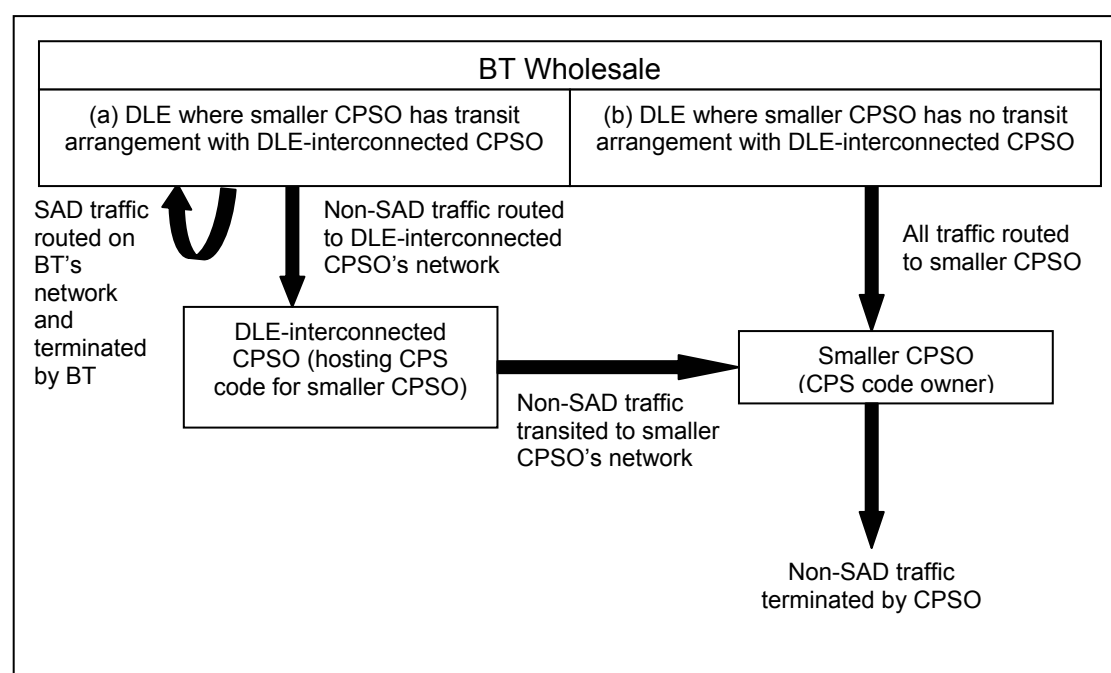 BT Wholesale
(a) DLE where smaller CPSO has transit
arrangement with DLE-interconnected CPSO
(b) DLE where smaller CPSO has no transit
arrangement with DLE-interconnected CPSO
SAD traffic
routed on
BT's
network
and
terminated
by BT
Non-SAD traffic routed
to DLE-interconnected
CPSO's network
All traffic routed
to smaller CPSO
DLE-interconnected
CPSO (hosting CPS
code for smaller CPSO)
Non-SAD traffic
transited to smaller
CPSO's network
Smaller CPSO
(CPS code owner)
Non-SAD traffic
terminated by CPSO